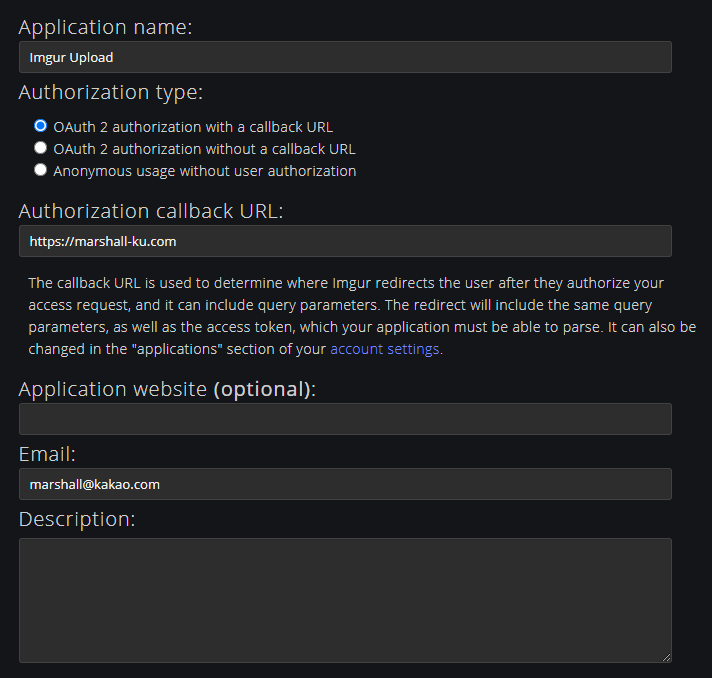 Application name:
Imgur Upload
Authorization type:
OAuth 2 authorization with a callback URL
OAuth 2 authorization without a callback URL
Anonymous usage without user authorization
Authorization callback URL:
https://marshall-ku.com
The callback URL is used to determine where Imgur redirects the user after they authorize your
access request, and it can include query parameters. The redirect will include the same query
parameters, as well as the access token, which your application must be able to parse. It can also be
changed in the "applications" section of your account settings.
Application website (optional):
Email:
marshall@kakao.com
Description: